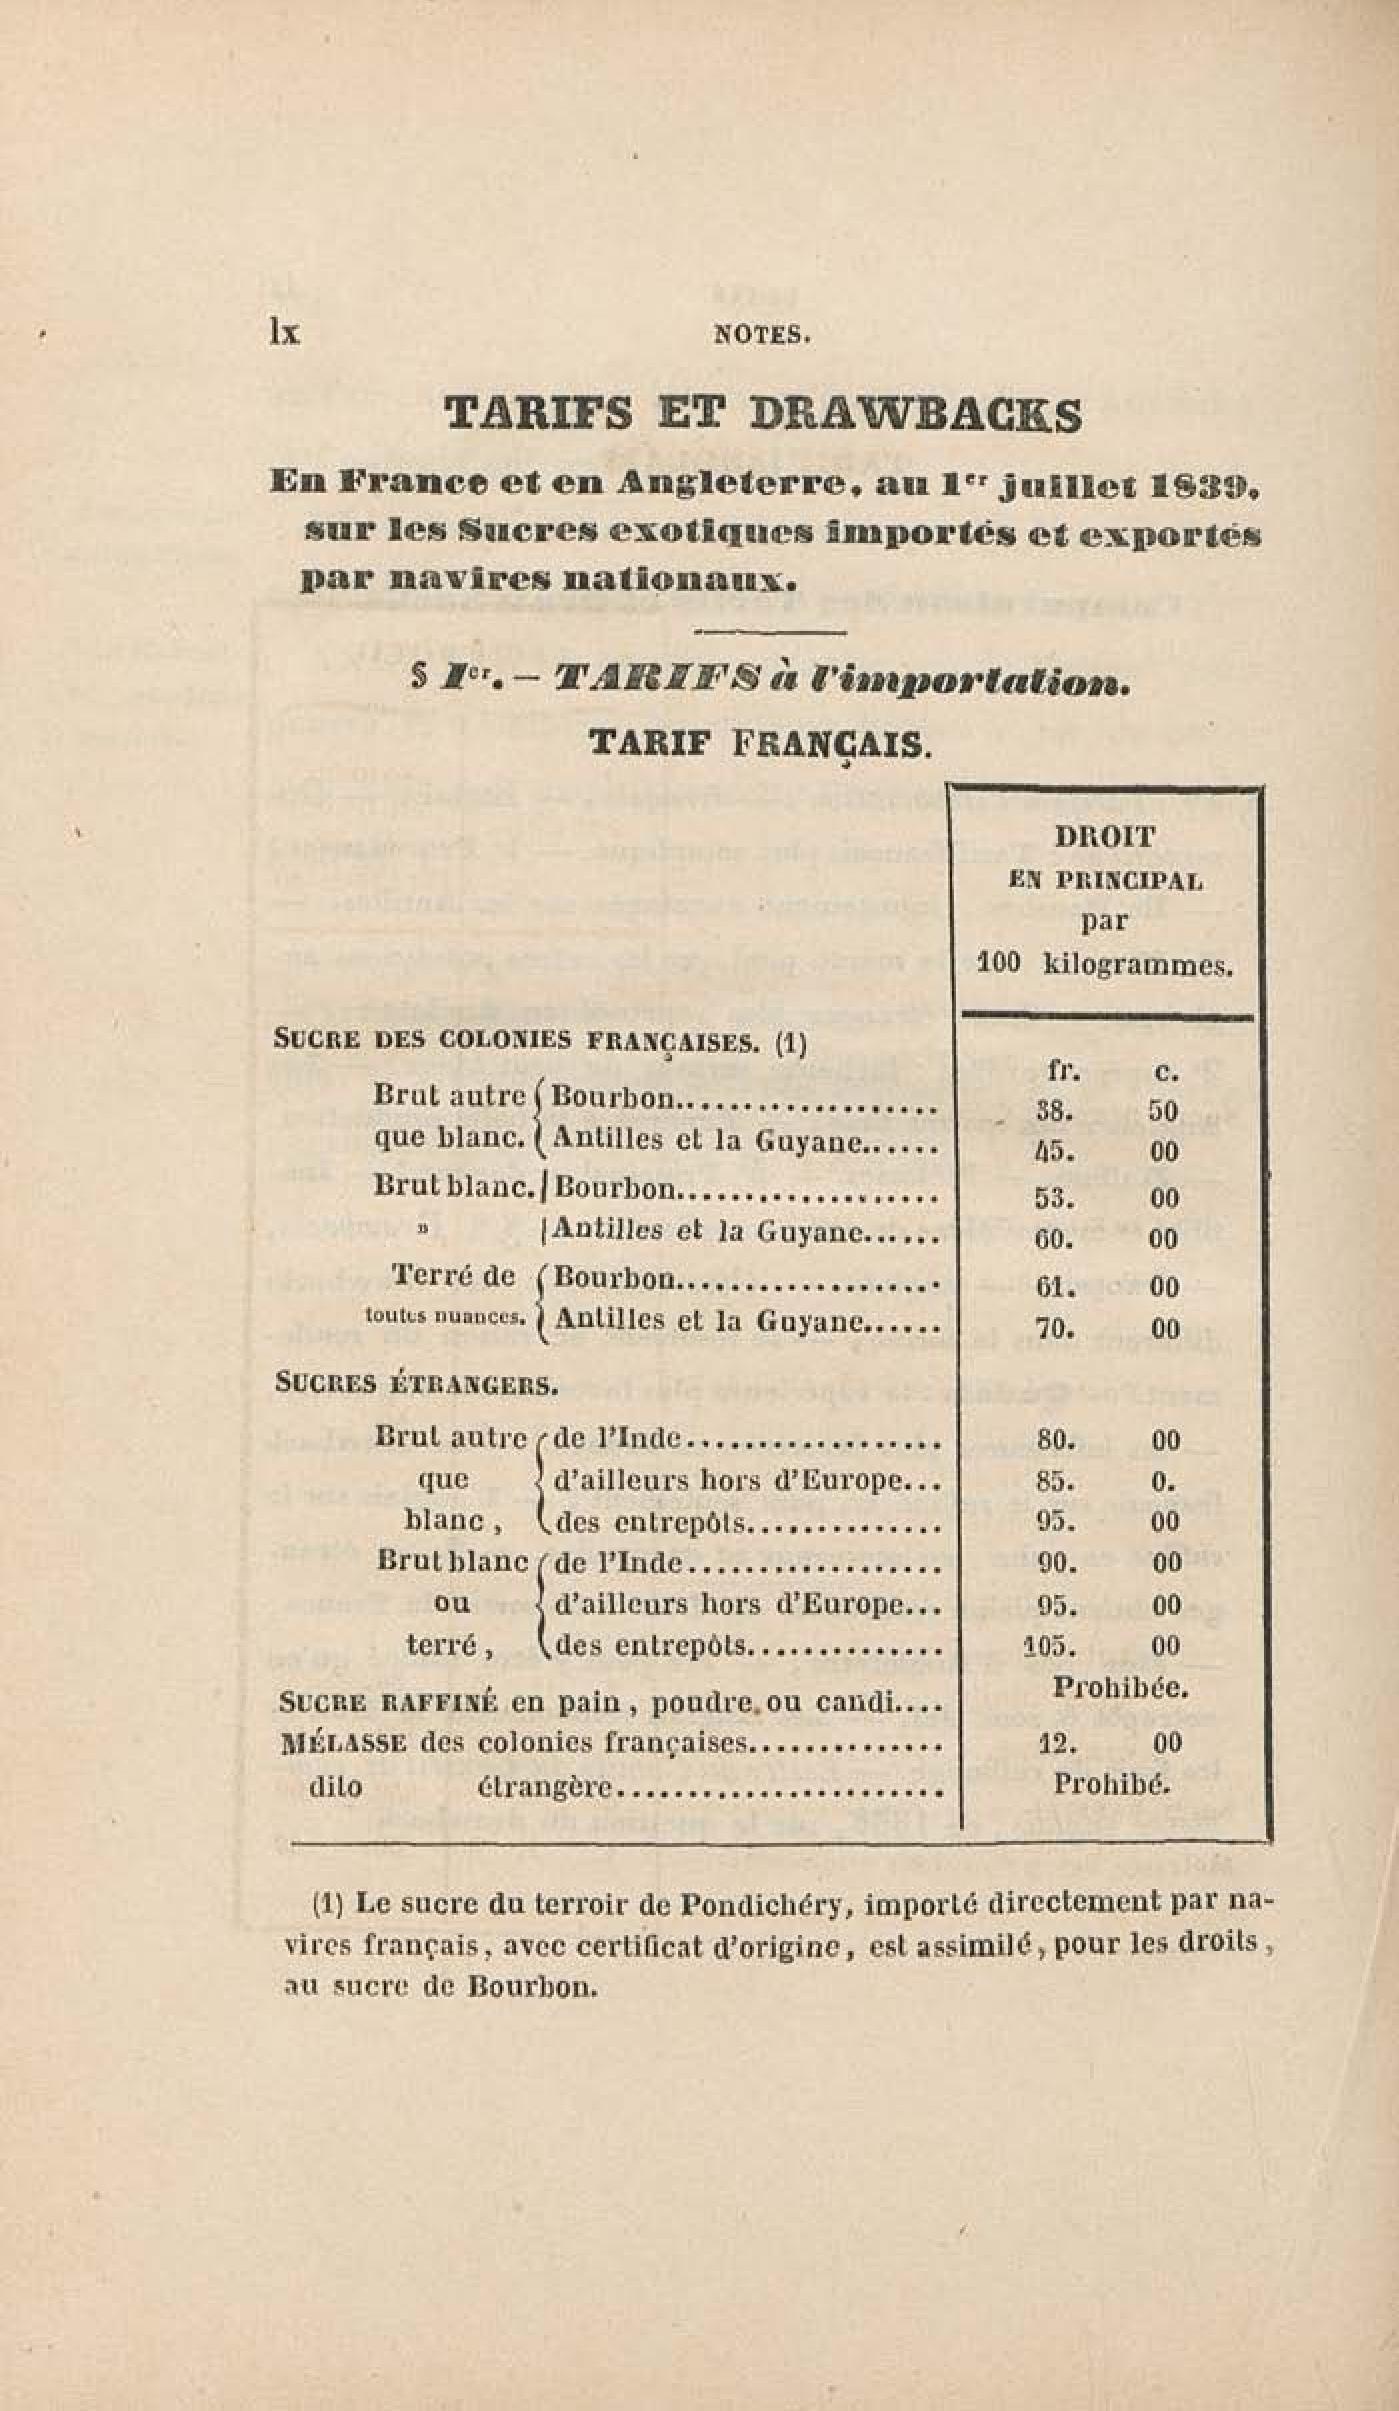 lx
NOTES.
TARIFS ET DRAWBACKS
En France et en Angleterre, au 1er juillet 1839,
sur les Sucres exotiques importés et exportés
par navires nationaux.
§ Ier. — TARIFS à l'importation.
TARIF FRANÇAIS.
DROIT
EN PRINCIPAL
par
100 kilogrammes.
SUCRE DES COLONIES FRANÇAISES. (1)
fr. c.
Brut autre { Bourbon.................. 38. 50
que blanc. { Antilles et la Guyane...... 45. 00
Brut blanc. / Bourbon.................. 53. 00
» | Antilles et la Guyane...... 60. 00
Terré de { Bourbon.................. 61. 00
toutes nuances. { Antilles et la Guyane...... 70. 00
SUCRES ÉTRANGERS.
Brut autre { de l'Inde.................. 80. 00
que { d'ailleurs hors d'Europe... 85. 0.
blanc, { des entrepôts.............. 95. 00
Brut blanc { de l'Inde.................. 90. 00
ou { d'ailleurs hors d'Europe... 95. 00
terré, { des entrepôts.............. 105. 00
SUCRE RAFFINÉ en pain, poudre, ou candi.... Prohibée.
MÉLASSE des colonies françaises.............. 12. 00
dito étrangère....................... Prohibé.
(1) Le sucre du terroir de Pondichéry, importé directement par na-
vires français, avec certificat d'origine, est assimilé, pour les droits,
au sucre de Bourbon.